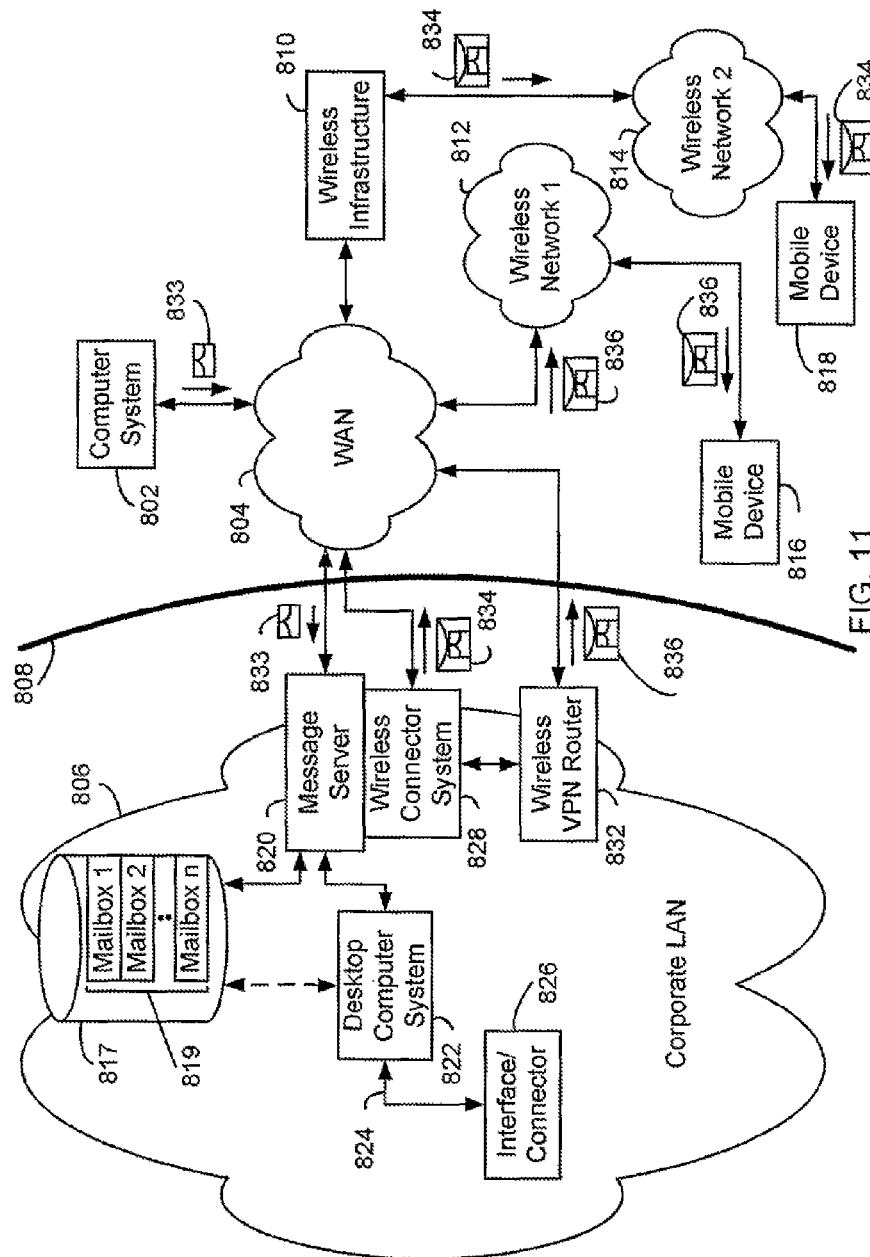 808
806
817
819
Mailbox 1
Mailbox 2
Mailbox n
820
Message
Server
Wireless
Connector
System
828
Wireless
VPN Router
832
Desktop
Computer
System
822
824
826
Interface/
Connector
Corporate LAN
833
834
836
802
Computer
System
833
804
WAN
810
Wireless
Infrastructure
834
812
Wireless
Network 1
836
814
Wireless
Network 2
834
836
Mobile
Device
816
Mobile
Device
818
FIG. 11